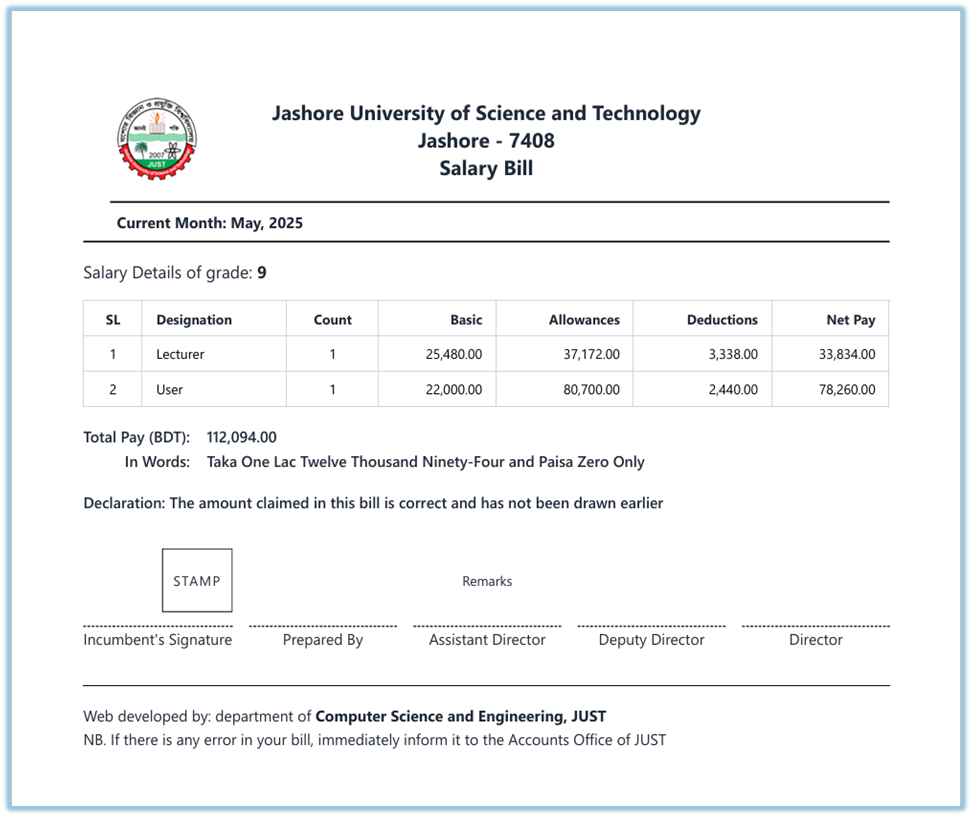 যশোর বিজ্ঞান ও প্রযুক্তি বিশ্ববিদ্যালয়
2007
JUST
Jashore University of Science and Technology
Jashore - 7408
Salary Bill
Current Month: May, 2025
Salary Details of grade: 9
SL Designation Count Basic Allowances Deductions Net Pay
1 Lecturer 1 25,480.00 37,172.00 3,338.00 33,834.00
2 User 1 22,000.00 80,700.00 2,440.00 78,260.00
Total Pay (BDT): 112,094.00
In Words: Taka One Lac Twelve Thousand Ninety-Four and Paisa Zero Only
Declaration: The amount claimed in this bill is correct and has not been drawn earlier
STAMP
Remarks
Incumbent's Signature Prepared By Assistant Director Deputy Director Director
Web developed by: department of Computer Science and Engineering, JUST
NB. If there is any error in your bill, immediately inform it to the Accounts Office of JUST